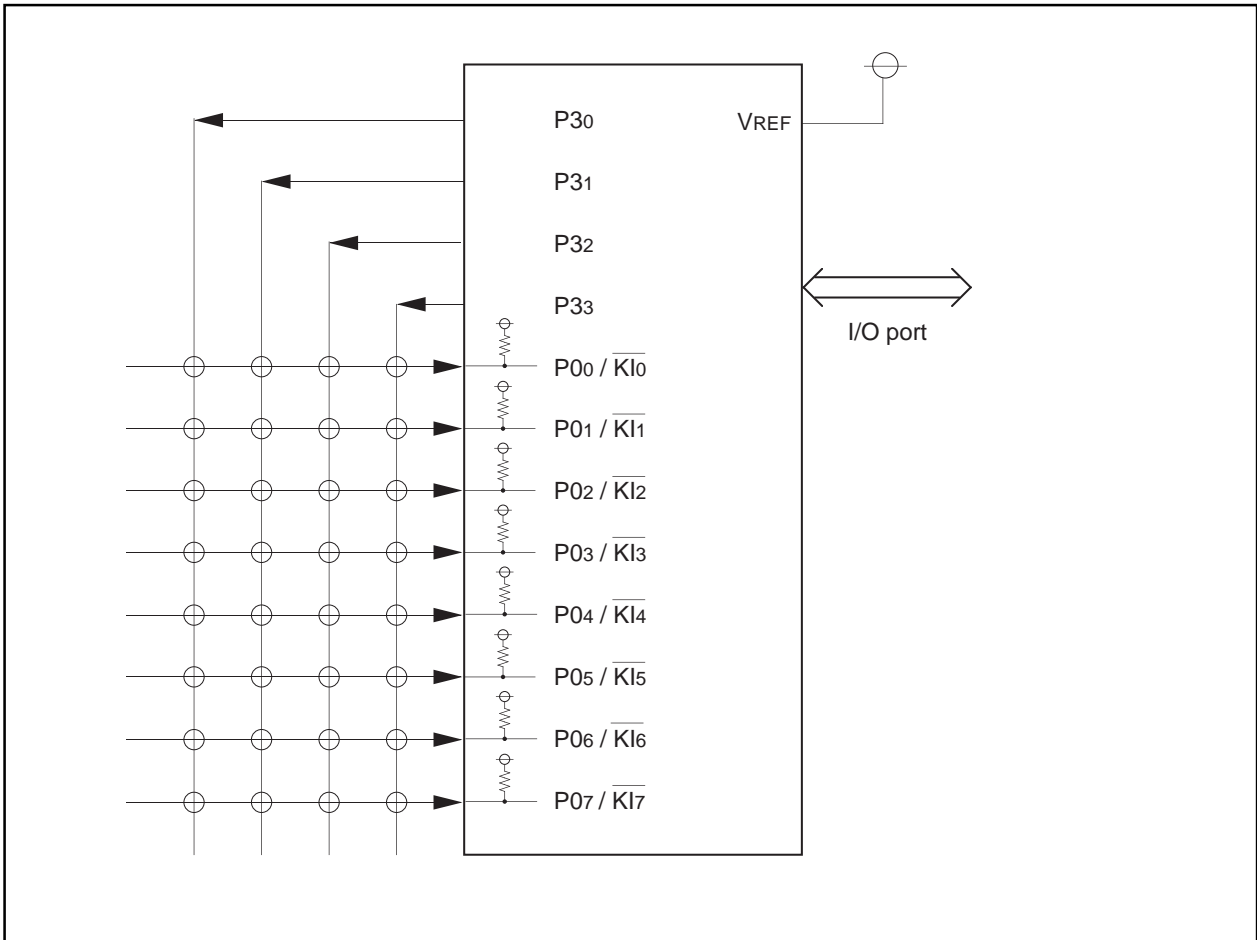 P30
VREF
P31
P32
P33
I/O port
P00 / KI0
P01 / KI1
P02 / KI2
P03 / KI3
P04 / KI4
P05 / KI5
P06 / KI6
P07 / KI7